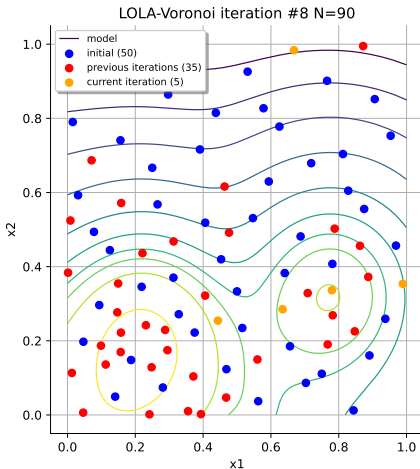 LOLA-Voronoi iteration #8 N=90
model
initial (50)
previous iterations (35)
current iteration (5)
1.0
0.8
0.6
0.4
0.2
0.0
x2
0.0 0.2 0.4 0.6 0.8 1.0
x1